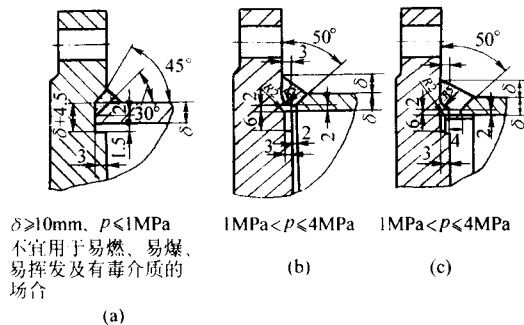 45°
30°
δ+4.5
2
δ
3
1.5
δ≥10mm、p≤1MPa
不宜用于易燃、易爆、
易挥发及有毒介质的
场合
(a)
50°
3
δ
δ
2
6
2
3
2
1MPa<p≤4MPa
(b)
50°
δ
δ
2
6
2
4
3
1MPa<p≤4MPa
(c)